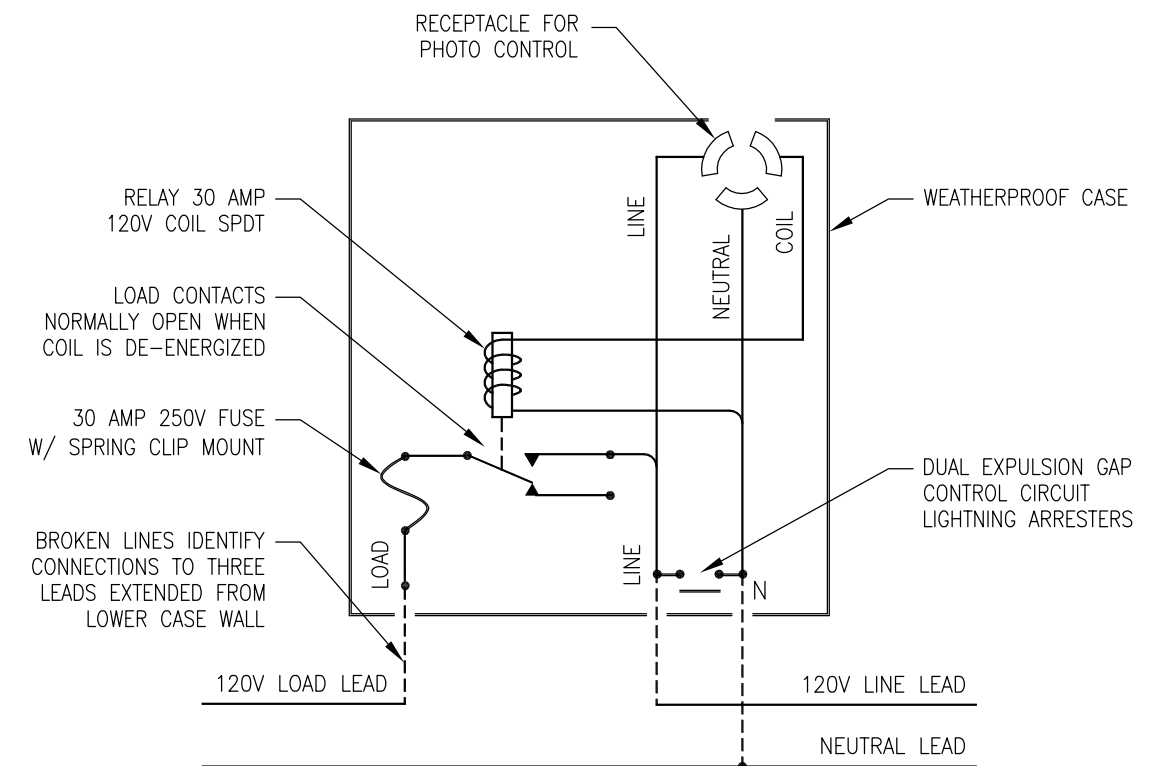 RECEPTACLE FOR
PHOTO CONTROL
RELAY 30 AMP
120V COIL SPDT
WEATHERPROOF CASE
LINE
NEUTRAL
COIL
LOAD CONTACTS
NORMALLY OPEN WHEN
COIL IS DE-ENERGIZED
30 AMP 250V FUSE
W/ SPRING CLIP MOUNT
DUAL EXPULSION GAP
CONTROL CIRCUIT
LIGHTNING ARRESTERS
BROKEN LINES IDENTIFY
CONNECTIONS TO THREE
LEADS EXTENDED FROM
LOWER CASE WALL
LOAD
LINE
N
120V LOAD LEAD
120V LINE LEAD
NEUTRAL LEAD